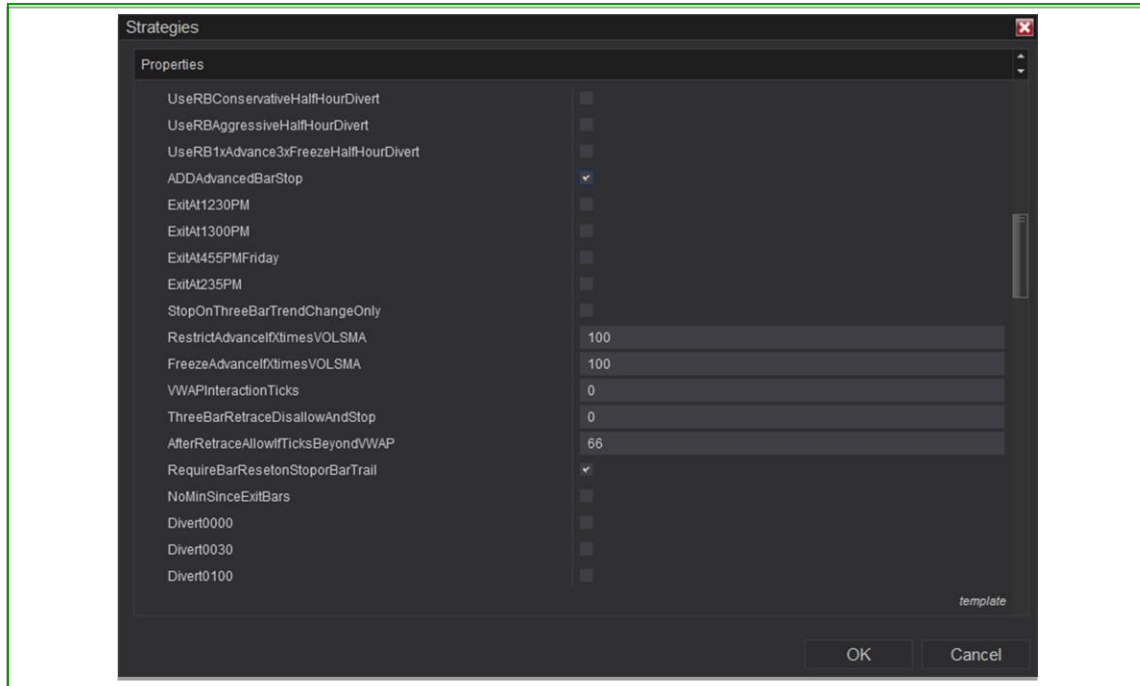 Strategies
Properties
UseRBConservativeHalfHourDivert
UseRBAggressiveHalfHourDivert
UseRB1xAdvance3xFreezeHalfHourDivert
ADDAdvancedBarStop
ExitAt1230PM
ExitAt1300PM
ExitAt455PMFriday
ExitAt235PM
StopOnThreeBarTrendChangeOnly
RestrictAdvanceIfXtimesVOLSMA 100
FreezeAdvanceIfXtimesVOLSMA 100
VWAPInteractionTicks 0
ThreeBarRetraceDisallowAndStop 0
AfterRetraceAllowIfTicksBeyondVWAP 66
RequireBarResetonStoporBarTrail
NoMinSinceExitBars
Divert0000
Divert0030
Divert0100
template
OK Cancel